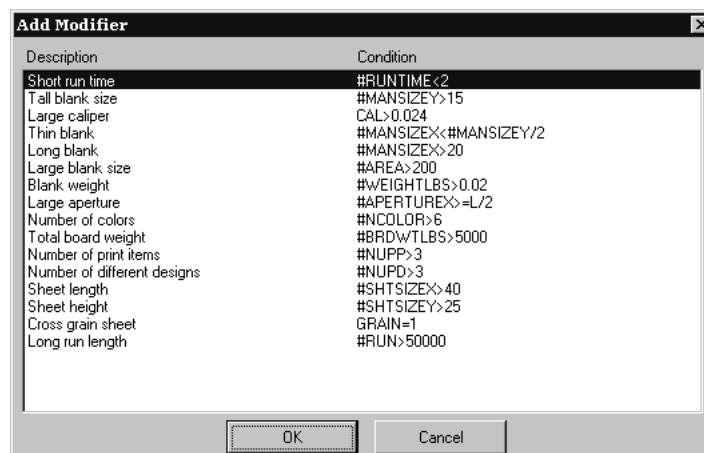 Add Modifier
Description Condition
Short run time #RUNTIME<2
Tall blank size #MANSIZEY>15
Large caliper CAL>0.024
Thin blank #MANSIZEX<#MANSIZEY/2
Long blank #MANSIZEX>20
Large blank size #AREA>200
Blank weight #WEIGHTLBS>0.02
Large aperture #APERTUREX>=L/2
Number of colors #NCOLOR>6
Total board weight #BRDWTLBS>5000
Number of print items #NUPP>3
Number of different designs #NUPD>3
Sheet length #SHTSIZEX>40
Sheet height #SHTSIZEY>25
Cross grain sheet GRAIN=1
Long run length #RUN>50000
OK Cancel